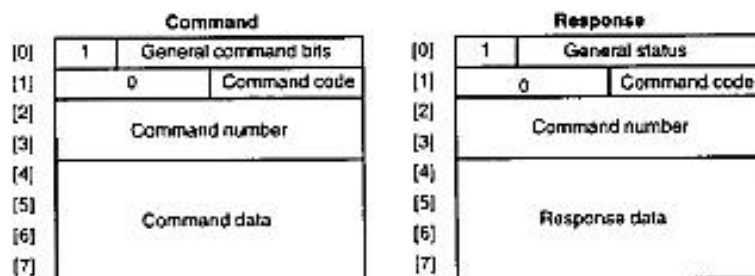 Command
[0] 1 General command bits
[1] 0 Command code
[2]
Command number
[3]
[4]
[5]
Command data
[6]
[7]
Response
[0] 1 General status
[1] 0 Command code
[2]
Command number
[3]
[4]
[5]
Response data
[6]
[7]